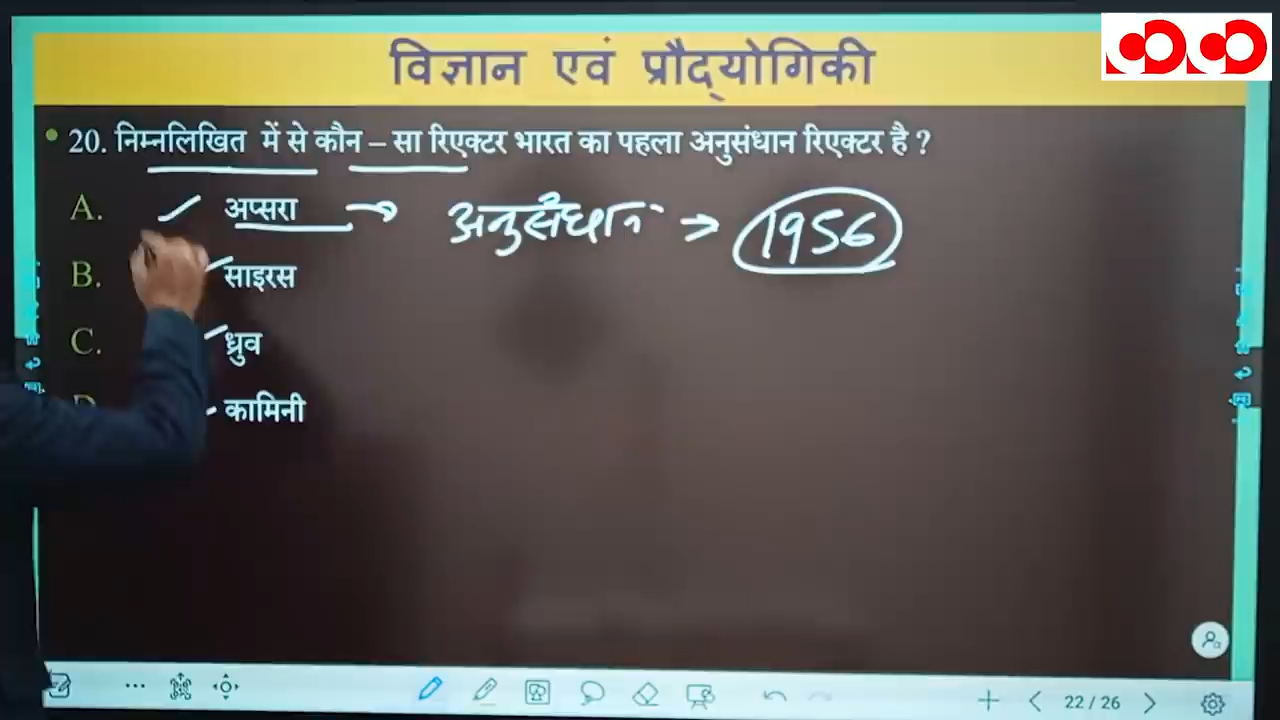 विज्ञान एवं प्रौद्योगिकी
20. निम्नलिखित में से कौन – सा रिएक्टर भारत का पहला अनुसंधान रिएक्टर है ?
A. अप्सरा → अनुसंधान → 1956
B. साइरस
C. ध्रुव
कामिनी
22 / 26